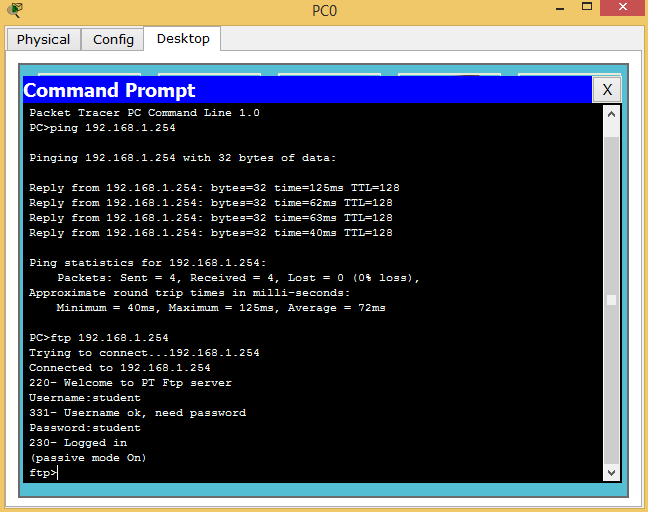 PC0
Physical Config Desktop
Command Prompt X
Packet Tracer PC Command Line 1.0
PC>ping 192.168.1.254
Pinging 192.168.1.254 with 32 bytes of data:
Reply from 192.168.1.254: bytes=32 time=125ms TTL=128
Reply from 192.168.1.254: bytes=32 time=62ms TTL=128
Reply from 192.168.1.254: bytes=32 time=63ms TTL=128
Reply from 192.168.1.254: bytes=32 time=40ms TTL=128
Ping statistics for 192.168.1.254:
Packets: Sent = 4, Received = 4, Lost = 0 (0% loss),
Approximate round trip times in milli-seconds:
Minimum = 40ms, Maximum = 125ms, Average = 72ms
PC>ftp 192.168.1.254
Trying to connect...192.168.1.254
Connected to 192.168.1.254
220- Welcome to PT Ftp server
Username:student
331- Username ok, need password
Password:student
230- Logged in
(passive mode On)
ftp>